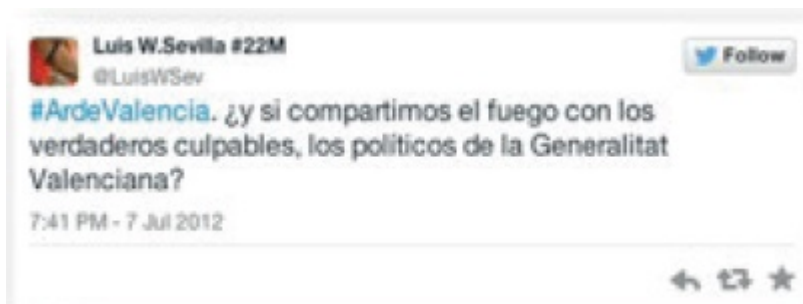 Luis W.Sevilla #22M
@LuisWSev
Follow
#ArdeValencia. ¿y si compartimos el fuego con los
verdaderos culpables, los políticos de la Generalitat
Valenciana?
7:41 PM - 7 Jul 2012